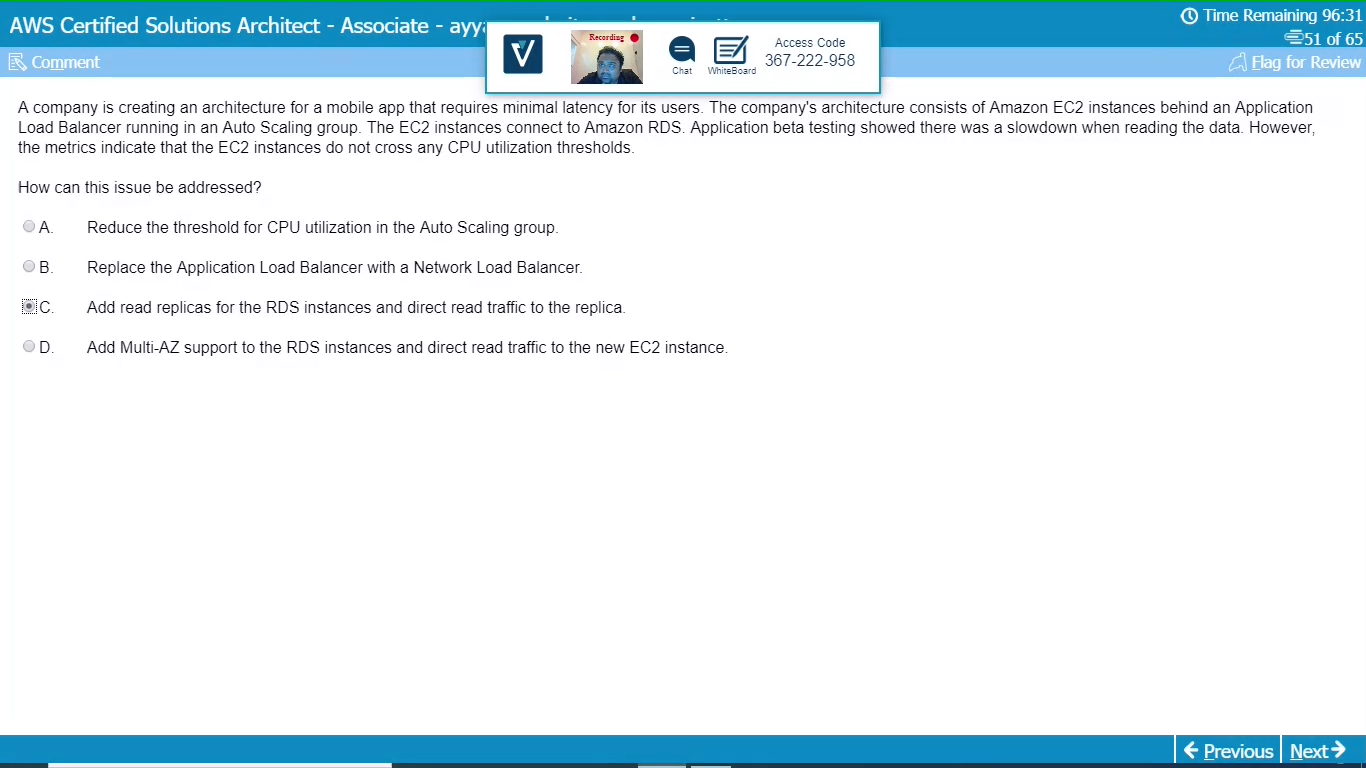 AWS Certified Solutions Architect - Associate - ayya
Time Remaining 96:31
51 of 65
Comment
Flag for Review
Recording
Chat
WhiteBoard
Access Code
367-222-958
A company is creating an architecture for a mobile app that requires minimal latency for its users. The company's architecture consists of Amazon EC2 instances behind an Application
Load Balancer running in an Auto Scaling group. The EC2 instances connect to Amazon RDS. Application beta testing showed there was a slowdown when reading the data. However,
the metrics indicate that the EC2 instances do not cross any CPU utilization thresholds.
How can this issue be addressed?
A. Reduce the threshold for CPU utilization in the Auto Scaling group.
B. Replace the Application Load Balancer with a Network Load Balancer.
C. Add read replicas for the RDS instances and direct read traffic to the replica.
D. Add Multi-AZ support to the RDS instances and direct read traffic to the new EC2 instance.
Previous
Next